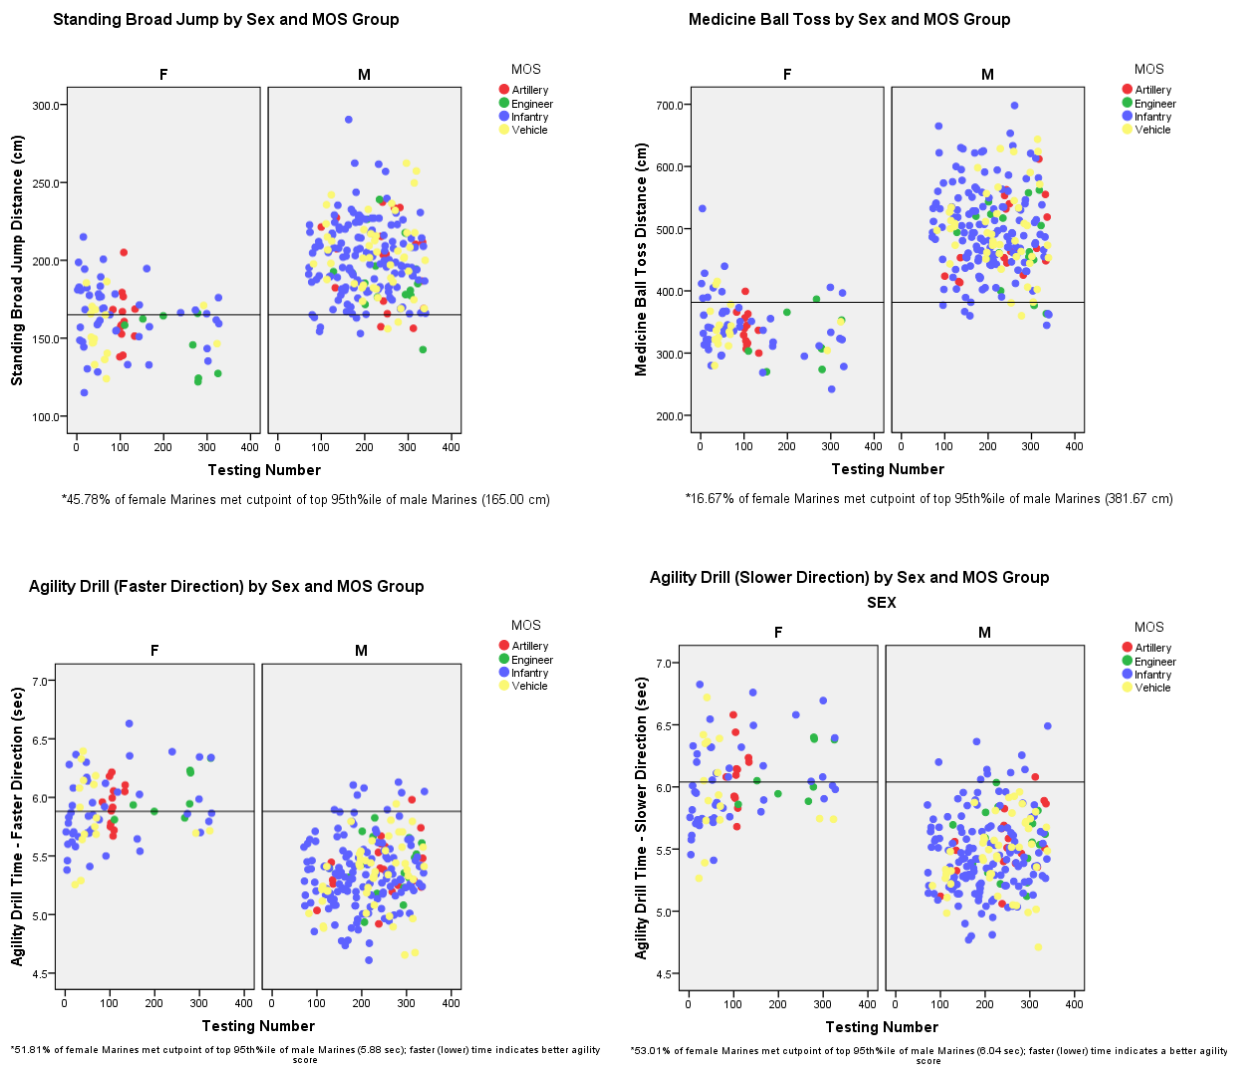 Standing Broad Jump by Sex and MOS Group
F
M
MOS
Artillery
Engineer
Infantry
Vehicle
Standing Broad Jump Distance (cm)
300.0
250.0
200.0
150.0
100.0
0 100 200 300 400
0 100 200 300 400
Testing Number
*45.78% of female Marines met cutpoint of top 95th%ile of male Marines (165.00 cm)
Medicine Ball Toss by Sex and MOS Group
F
M
MOS
Artillery
Engineer
Infantry
Vehicle
Medicine Ball Toss Distance (cm)
700.0
600.0
500.0
400.0
300.0
200.0
0 100 200 300 400
0 100 200 300 400
Testing Number
*16.67% of female Marines met cutpoint of top 95th%ile of male Marines (381.67 cm)
Agility Drill (Faster Direction) by Sex and MOS Group
F
M
MOS
Artillery
Engineer
Infantry
Vehicle
Agility Drill Time - Faster Direction (sec)
7.0
6.5
6.0
5.5
5.0
4.5
0 100 200 300 400
0 100 200 300 400
Testing Number
*51.81% of female Marines met cutpoint of top 95th%ile of male Marines (5.88 sec); faster (lower) time indicates better agility
score
Agility Drill (Slower Direction) by Sex and MOS Group
SEX
F
M
MOS
Artillery
Engineer
Infantry
Vehicle
Agility Drill Time - Slower Direction (sec)
7.0
6.5
6.0
5.5
5.0
4.5
0 100 200 300 400
0 100 200 300 400
Testing Number
*53.01% of female Marines met cutpoint of top 95th%ile of male Marines (6.04 sec); faster (lower) time indicates a better agility
score